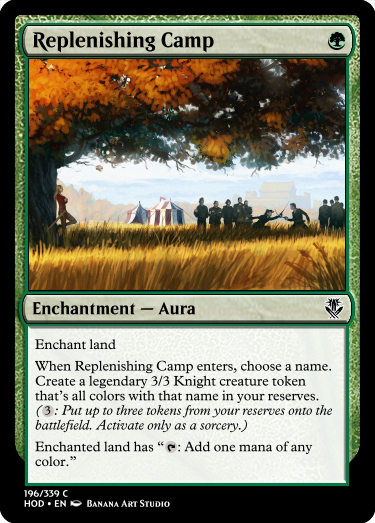 Replenishing Camp
Enchantment — Aura
Enchant land
When Replenishing Camp enters, choose a name.
Create a legendary 3/3 Knight creature token
that's all colors with that name in your reserves.
(3: Put up to three tokens from your reserves onto the
battlefield. Activate only as a sorcery.)
Enchanted land has “: Add one mana of any
color.”
196/339 C
HOD • EN Banana Art Studio